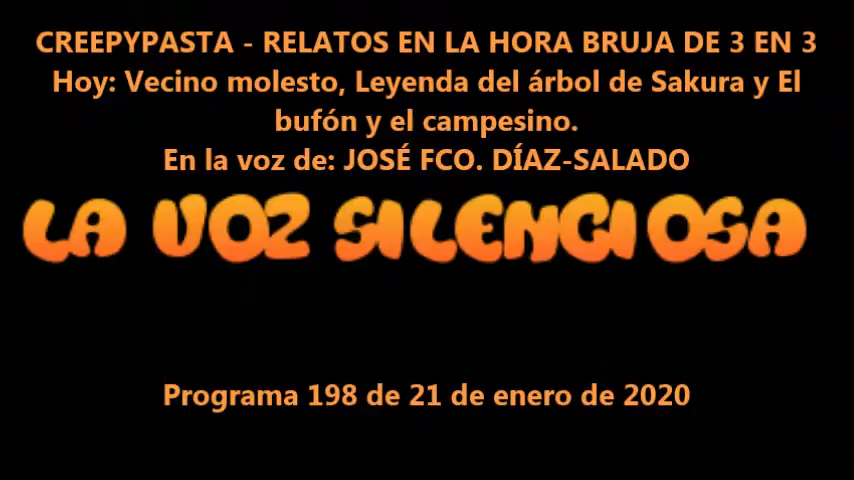 CREEPYPASTA - RELATOS EN LA HORA BRUJA DE 3 EN 3
Hoy: Vecino molesto, Leyenda del árbol de Sakura y El
bufón y el campesino.
En la voz de: JOSÉ FCO. DÍAZ-SALADO
LA VOZ SILENCIOSA
Programa 198 de 21 de enero de 2020